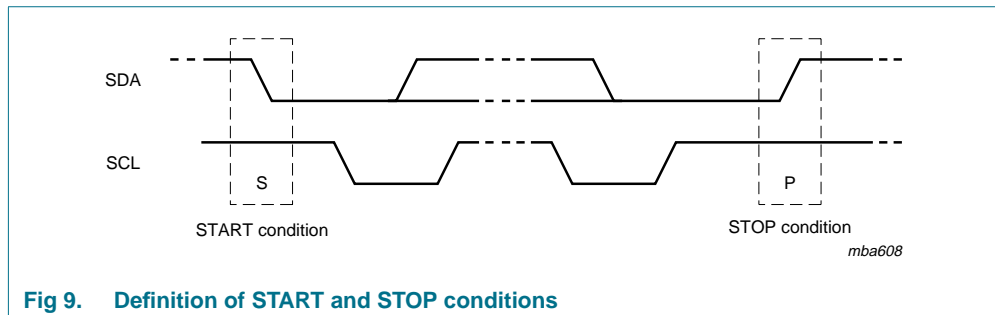 SDA
SCL
S
P
START condition
STOP condition
mba608
Fig 9. Definition of START and STOP conditions